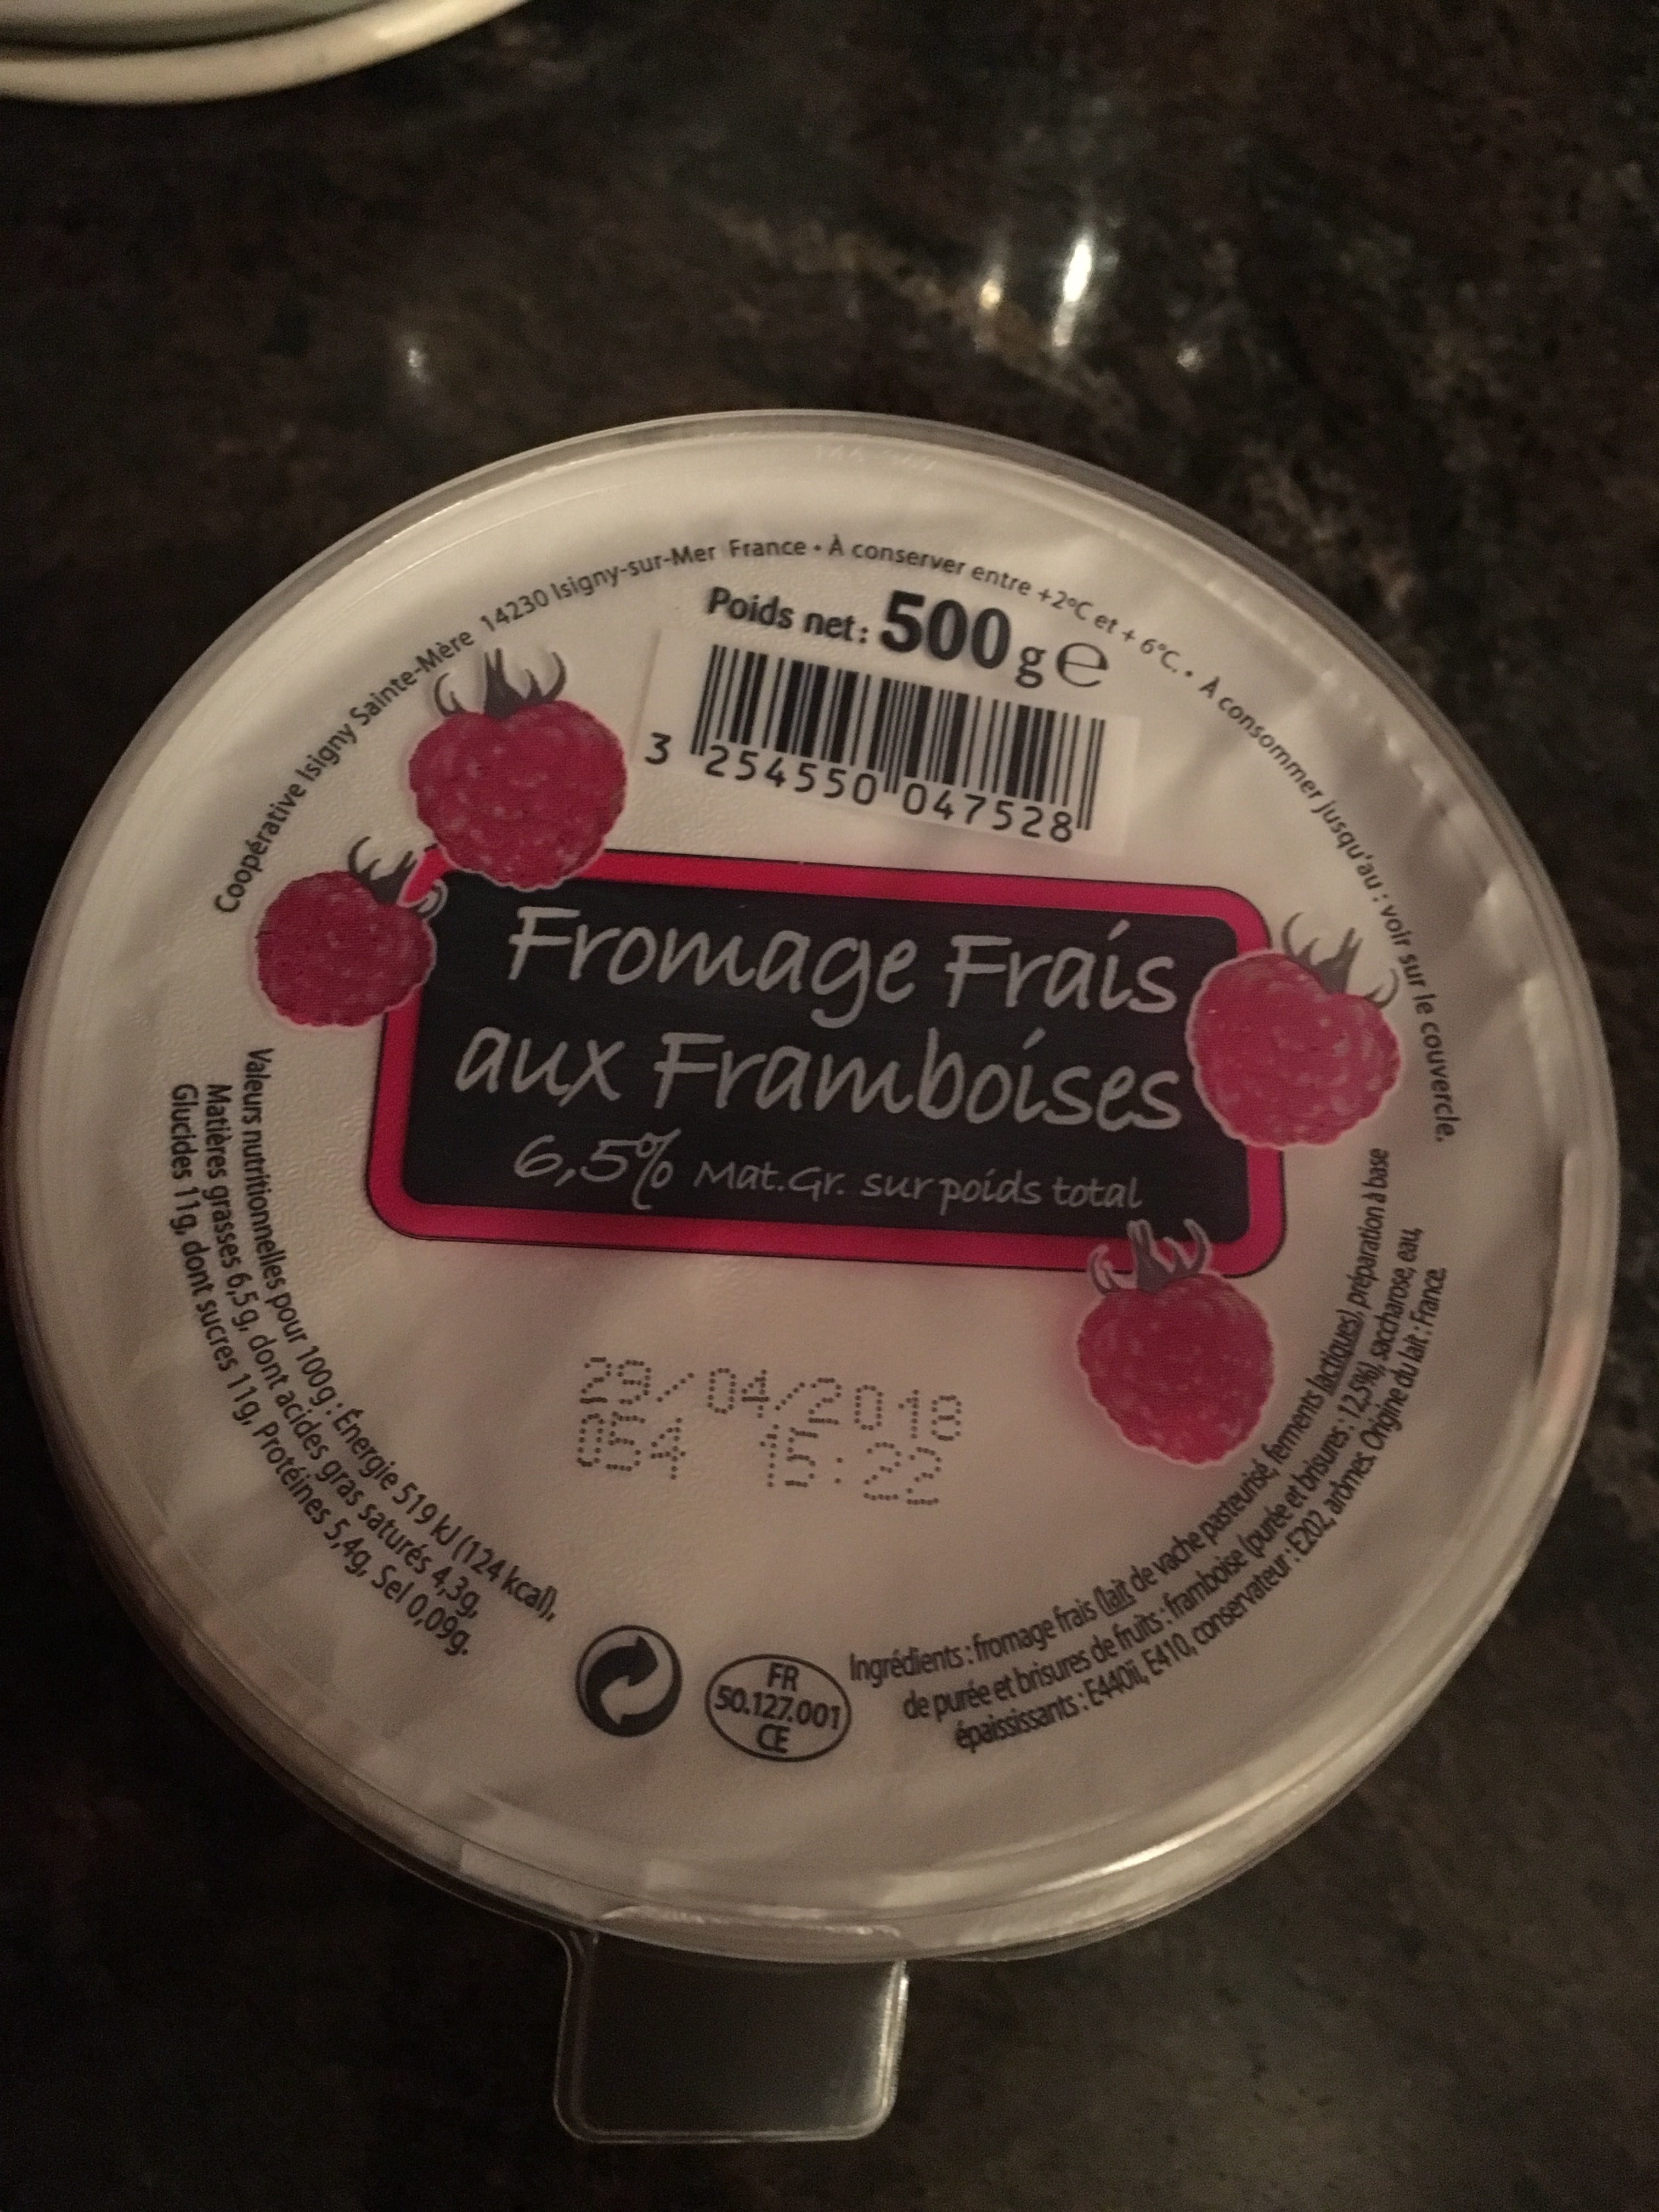 Coopérative Isigny Sainte-Mère 14230 Isigny-sur-Mer France • À conserver entre +2°C et + 6°C. • À consommer jusqu'au : voir sur le couvercle.
Poids net: 500 g e
3 254550 047528
Fromage Frais
aux Framboises
6,5% Mat.Gr. sur poids total
29/04/2018
054 15:22
Valeurs nutritionnelles pour 100g : Énergie 519 kJ (124 kcal),
Matières grasses 6,5 g, dont acides gras saturés 4,3g,
Glucides 11g, dont sucres 11g, Protéines 5,4g, Sel 0,09g.
FR
50.127.001
CE
Ingrédients : fromage frais (lait de vache pasteurisé, ferments lactiques), préparation à base
de purée et brisures de fruits : framboise (purée et brisures : 12,5%), saccharose, eau,
épaississants : E440ii, E410, conservateur : E202, arômes. Origine du lait : France.